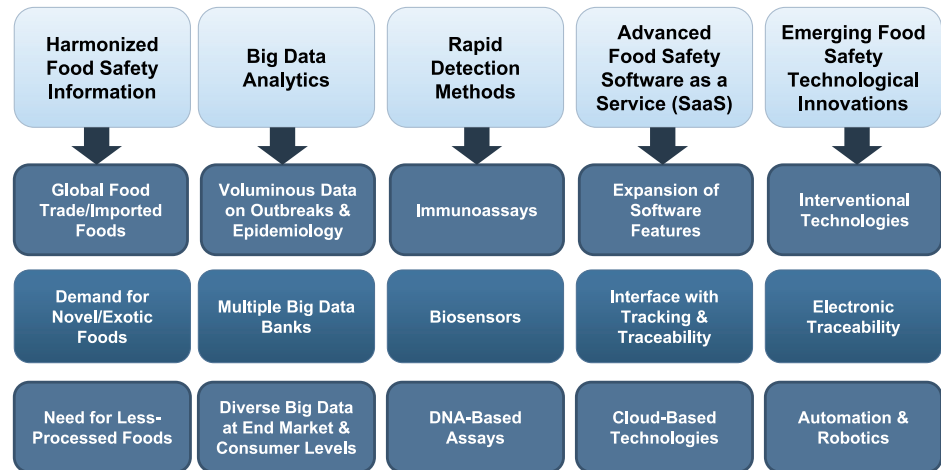 Harmonized
Food Safety
Information
Big Data
Analytics
Rapid
Detection
Methods
Advanced
Food Safety
Software as a
Service (SaaS)
Emerging Food
Safety
Technological
Innovations
Global Food
Trade/Imported
Foods
Voluminous Data
on Outbreaks &
Epidemiology
Immunoassays
Expansion of
Software
Features
Interventional
Technologies
Demand for
Novel/Exotic
Foods
Multiple Big Data
Banks
Biosensors
Interface with
Tracking &
Traceability
Electronic
Traceability
Need for Less-
Processed Foods
Diverse Big Data
at End Market &
Consumer Levels
DNA-Based
Assays
Cloud-Based
Technologies
Automation &
Robotics